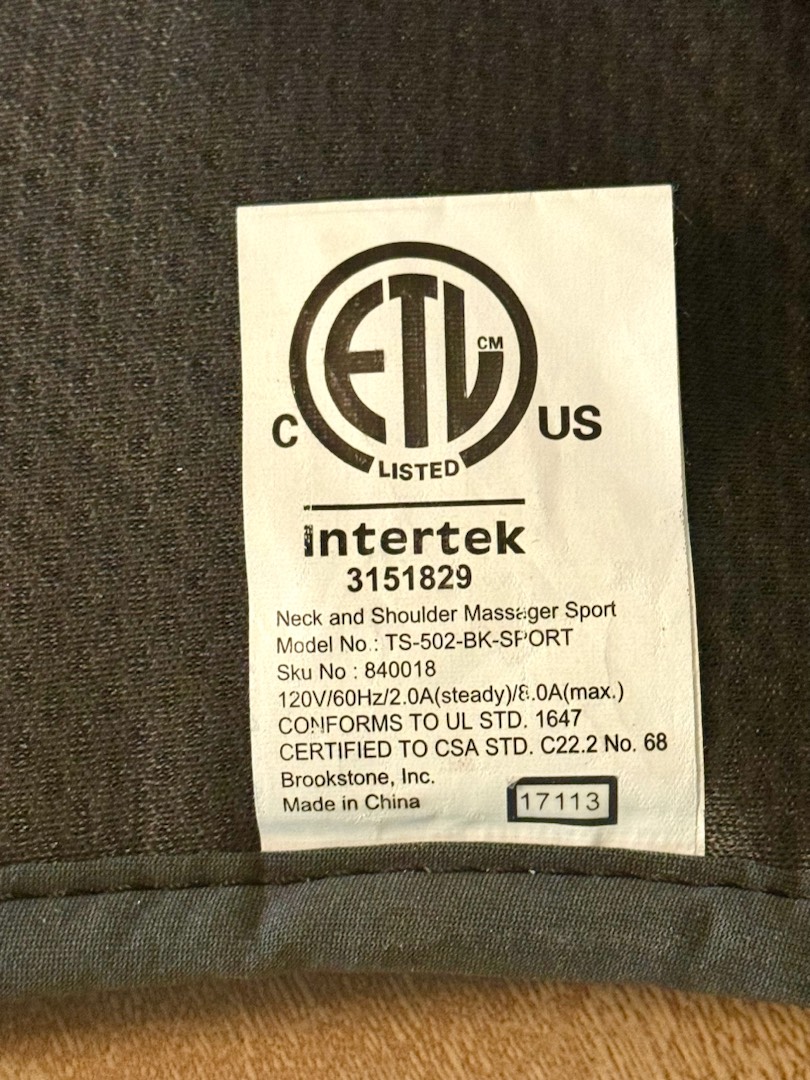 ETL
CM
C
US
LISTED
Intertek
3151829
Neck and Shoulder Massager Sport
Model No.: TS-502-BK-SPORT
Sku No : 840018
120V/60Hz/2.0A(steady)/8.0A(max.)
CONFORMS TO UL STD. 1647
CERTIFIED TO CSA STD. C22.2 No. 68
Brookstone, Inc.
Made in China
17113